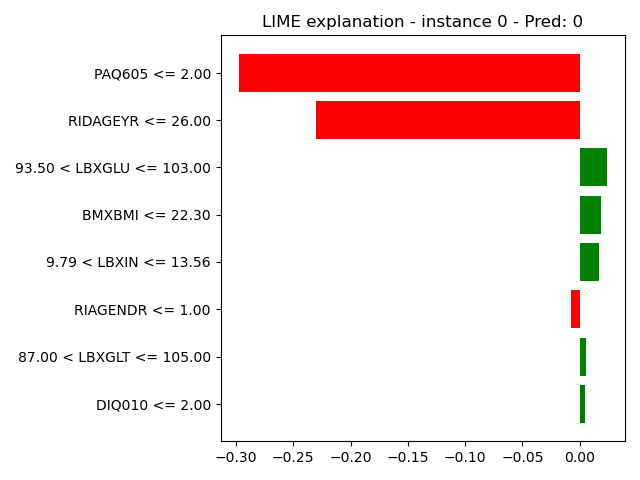 LIME explanation - instance 0 - Pred: 0
PAQ605 <= 2.00
RIDAGEYR <= 26.00
93.50 < LBXGLU <= 103.00
BMXBMI <= 22.30
9.79 < LBXIN <= 13.56
RIAGENDR <= 1.00
87.00 < LBXGLT <= 105.00
DIQ010 <= 2.00
−0.30 −0.25 −0.20 −0.15 −0.10 −0.05 0.00